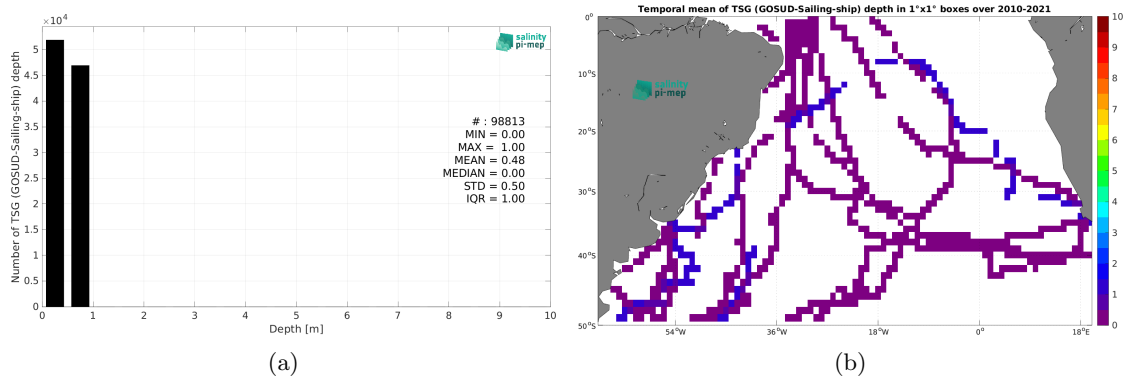 ×10⁴
Number of TSG (GOSUD-Sailing-ship) depth
5
4.5
4
3.5
3
2.5
2
1.5
1
0.5
0
0 1 2 3 4 5 6 7 8 9 10
Depth [m]
salinity
pi-mep
# : 98813
MIN = 0.00
MAX = 1.00
MEAN = 0.48
MEDIAN = 0.00
STD = 0.50
IQR = 1.00
(a)
Temporal mean of TSG (GOSUD-Sailing-ship) depth in 1°x1° boxes over 2010-2021
0°
10°S
20°S
30°S
40°S
50°S
54°W 36°W 18°W 0° 18°E
salinity
pi-mep
10
9
8
7
6
5
4
3
2
1
0
(b)